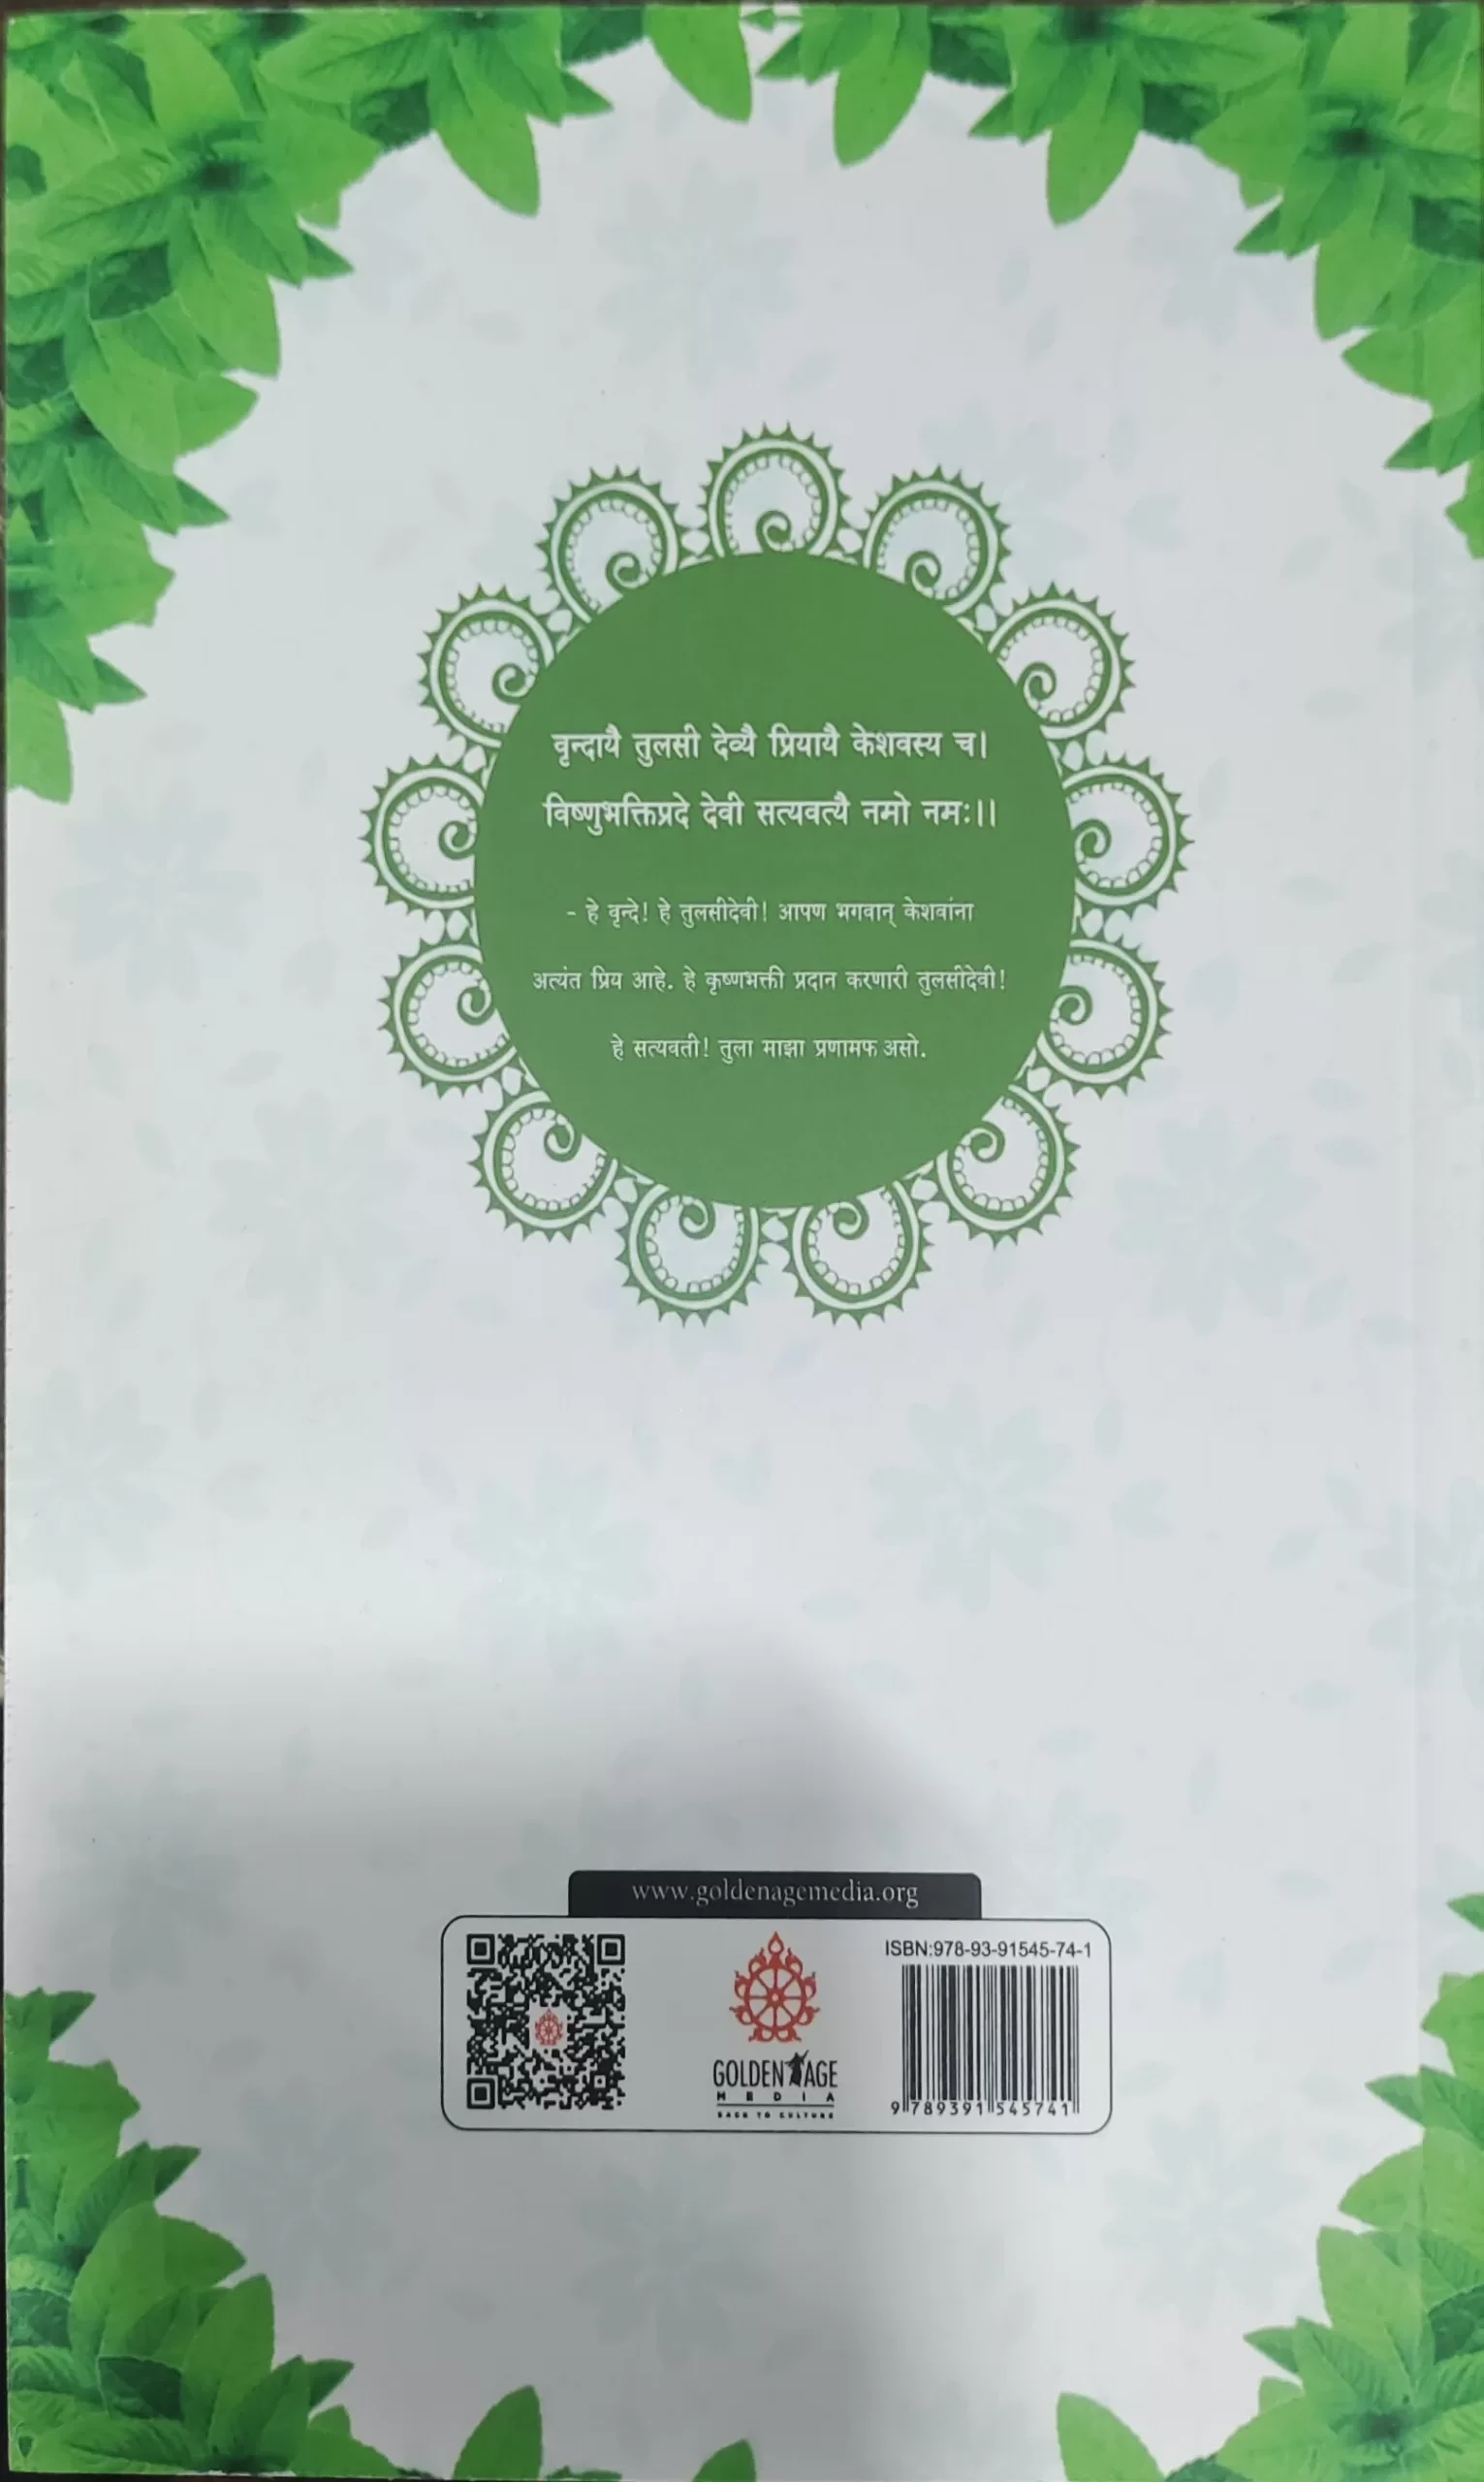 वृन्दायै तुलसी देव्यै प्रियायै केशवस्य च।
विष्णुभक्तिप्रदे देवी सत्यवत्यै नमो नमः।।
- हे वृन्दे! हे तुलसीदेवी! आपण भगवान् केशवांना
अत्यंत प्रिय आहे. हे कृष्णभक्ती प्रदान करणारी तुलसीदेवी!
हे सत्यवती! तुला माझा प्रणामफ असो.
www.goldenagemedia.org
ISBN:978-93-91545-74-1
GOLDEN AGE
MEDIA
BACK TO CULTURE
9 789391 545741